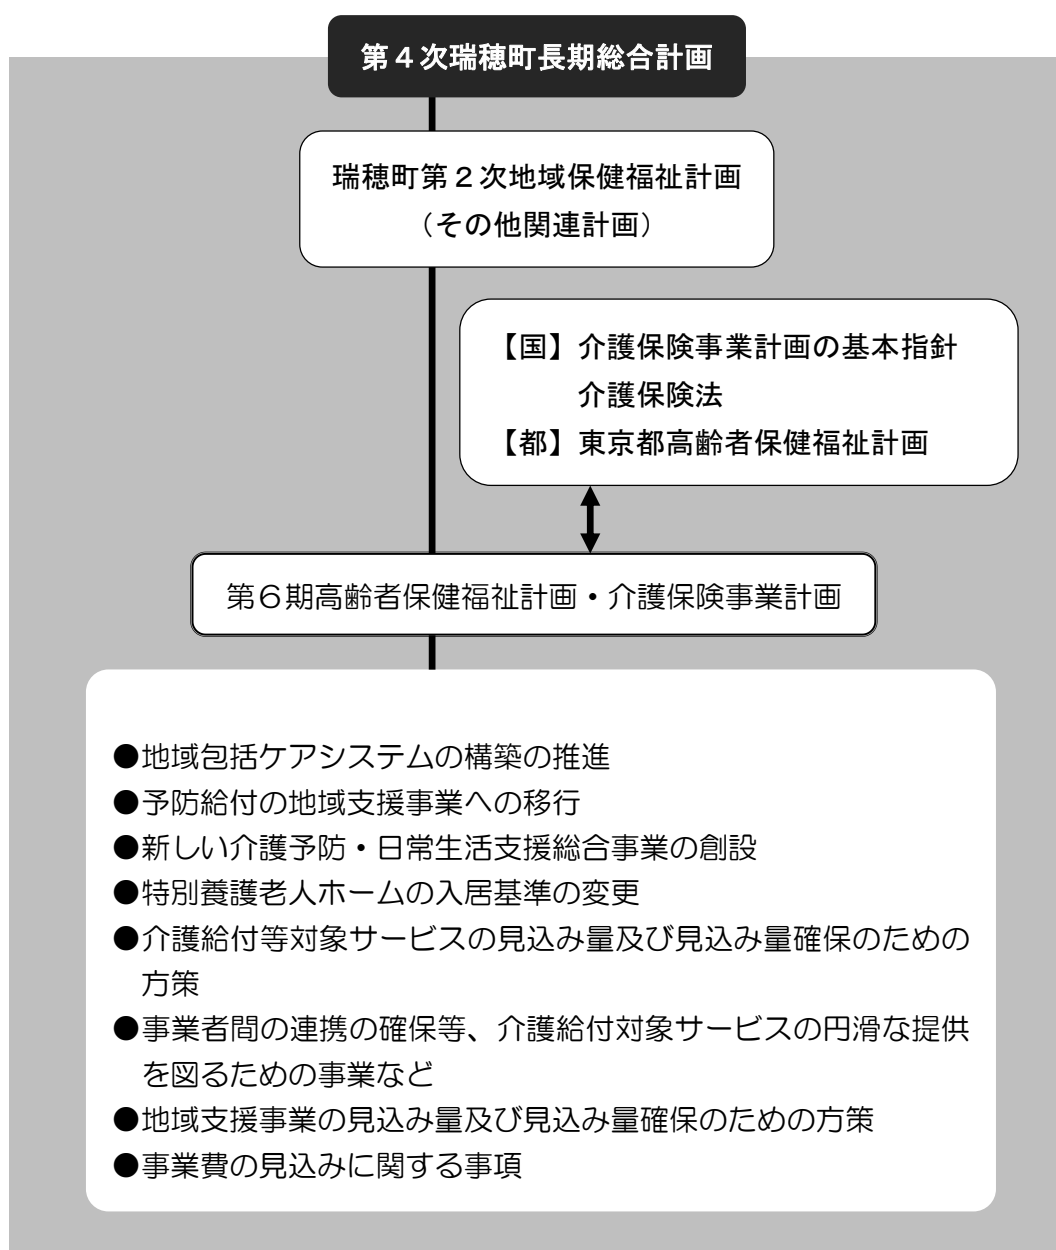 第４次瑞穂町長期総合計画
瑞穂町第２次地域保健福祉計画
（その他関連計画）
【国】介護保険事業計画の基本指針
介護保険法
【都】東京都高齢者保健福祉計画
第６期高齢者保健福祉計画・介護保険事業計画
●地域包括ケアシステムの構築の推進
●予防給付の地域支援事業への移行
●新しい介護予防・日常生活支援総合事業の創設
●特別養護老人ホームの入居基準の変更
●介護給付等対象サービスの見込み量及び見込み量確保のための
方策
●事業者間の連携の確保等、介護給付対象サービスの円滑な提供
を図るための事業など
●地域支援事業の見込み量及び見込み量確保のための方策
●事業費の見込みに関する事項